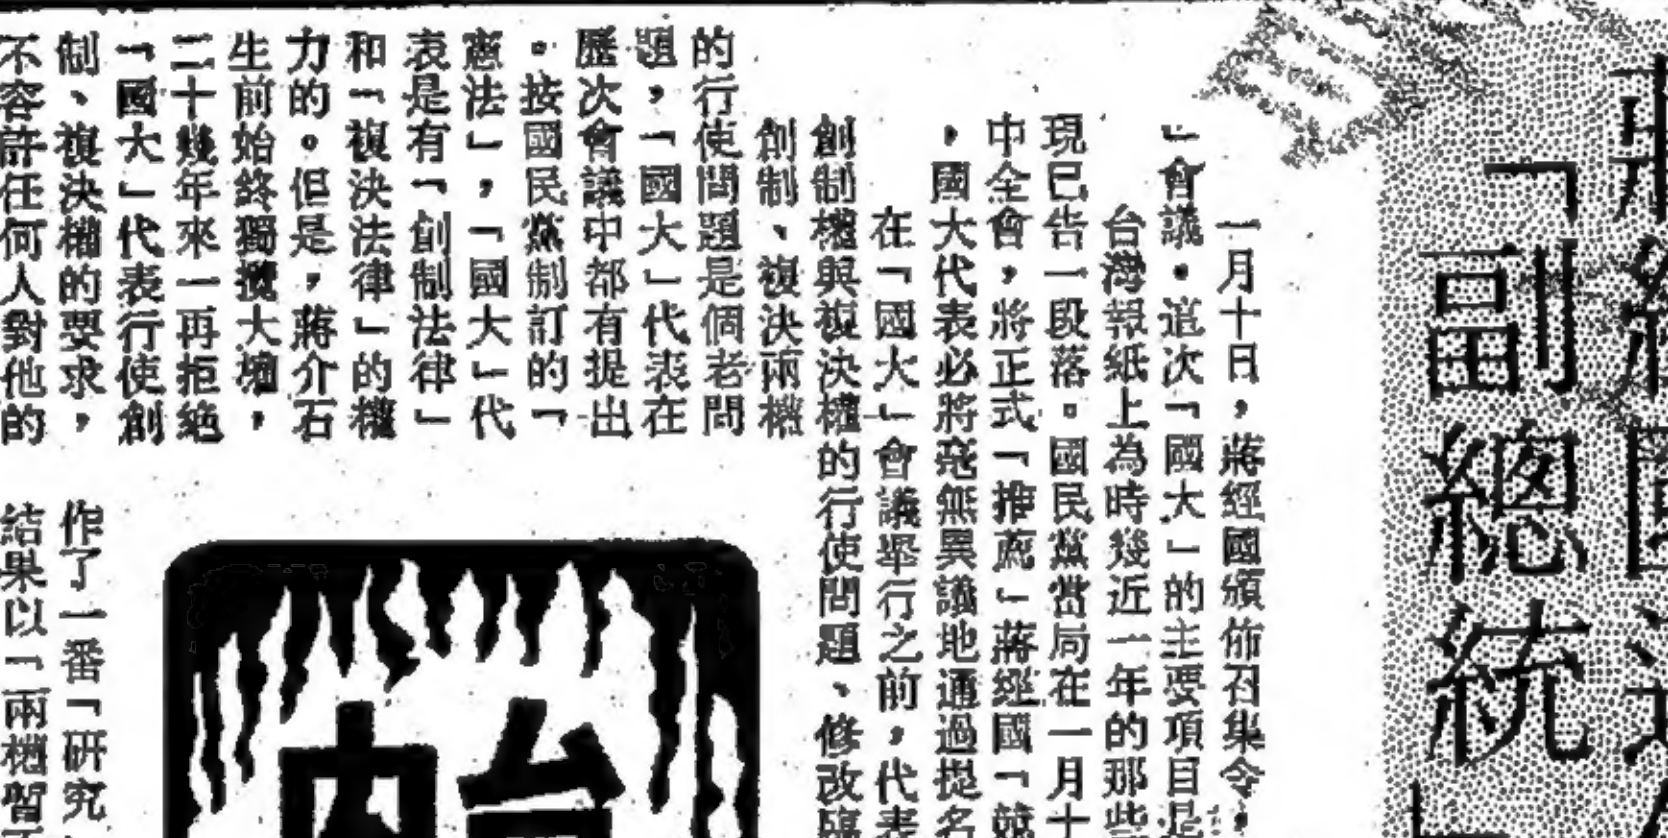 「副總統
一月十日，蔣經國頒佈召集令，
」會議。這次「國大」的主要項目是
台灣報紙上為時幾近一年的那些
現已告一段落。國民黨當局在一月十
中全會，將正式「推薦」蔣經國「競
，國大代表必將毫無異議地通過提名
在「國大」會議舉行之前，代表
創制權與複決權的行使問題、修改臨
創制、複決兩權
的行使問題是個老問
題，「國大」代表在
歷次會議中都有提出
。按國民黨制訂的「
憲法」，「國大」代
表是有「創制法律」
和「複決法律」的權
力的。但是，蔣介石
生前始終獨攬大權，
二十幾年來一再拒絕
「國大」代表行使創
制、複決權的要求，
不容許任何人對他的
台
內
作了一番「研究
結果以「兩權暫